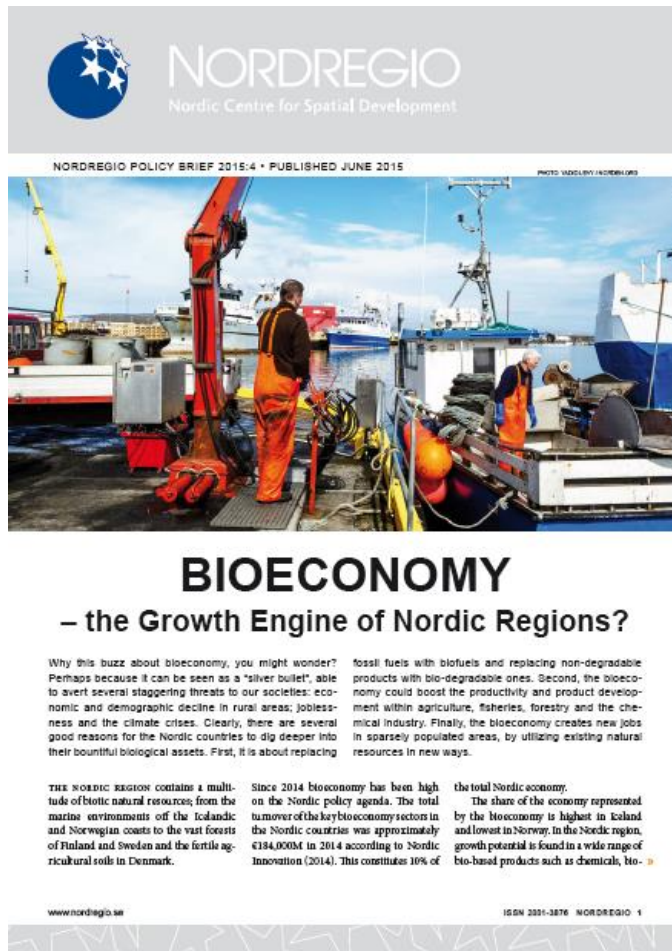 NORDREGIO
Nordic Centre for Spatial Development
NORDREGIO POLICY BRIEF 2015:4 • PUBLISHED JUNE 2015
PHOTO: YADID LEVY / NORDEN.ORG
BIOECONOMY
– the Growth Engine of Nordic Regions?
Why this buzz about bioeconomy, you might wonder?
Perhaps because it can be seen as a "silver bullet", able
to avert several staggering threats to our societies: eco-
nomic and demographic decline in rural areas; jobless-
ness and the climate crises. Clearly, there are several
good reasons for the Nordic countries to dig deeper into
their bountiful biological assets. First, it is about replacing
fossil fuels with biofuels and replacing non-degradable
products with bio-degradable ones. Second, the bioeco-
nomy could boost the productivity and product develop-
ment within agriculture, fisheries, forestry and the che-
mical industry. Finally, the bioeconomy creates new jobs
in sparsely populated areas, by utilizing existing natural
resources in new ways.
THE NORDIC REGION contains a multi-
tude of biotic natural resources; from the
marine environments off the Icelandic
and Norwegian coasts to the vast forests
of Finland and Sweden and the fertile ag-
ricultural soils in Denmark.
Since 2014 bioeconomy has been high
on the Nordic policy agenda. The total
turnover of the key bioeconomy sectors in
the Nordic countries was approximately
€184,000M in 2014 according to Nordic
Innovation (2014). This constitutes 10% of
the total Nordic economy.
The share of the economy represented
by the bioeconomy is highest in Iceland
and lowest in Norway. In the Nordic region,
growth potential is found in a wide range of
bio-based products such as chemicals, bio- »
www.nordregio.se
ISSN 2001-3876 NORDREGIO 1